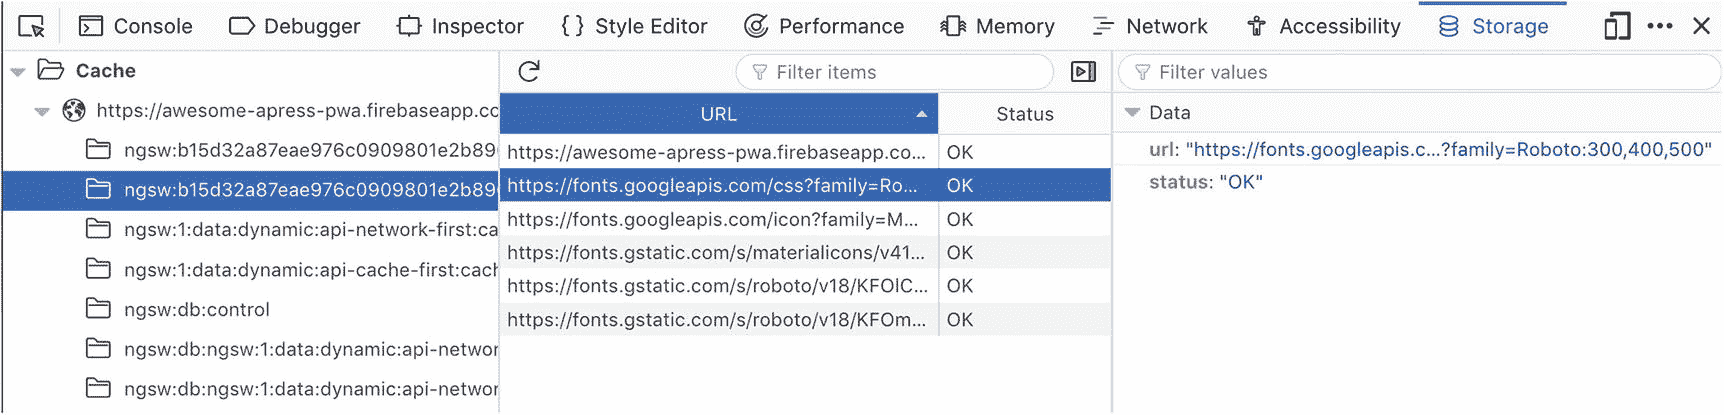 Console Debugger Inspector {} Style Editor Performance Memory Network Accessibility Storage
Cache
https://awesome-apress-pwa.firebaseapp.co
ngsw:b15d32a87eae976c0909801e2b89
ngsw:b15d32a87eae976c0909801e2b89
ngsw:1:data:dynamic:api-network-first:ca
ngsw:1:data:dynamic:api-cache-first:cach
ngsw:db:control
ngsw:db:ngsw:1:data:dynamic:api-networ
ngsw:db:ngsw:1:data:dynamic:api-networ
Filter items
URL Status
https://awesome-apress-pwa.firebaseapp.co... OK
https://fonts.googleapis.com/css?family=Ro... OK
https://fonts.googleapis.com/icon?family=M... OK
https://fonts.gstatic.com/s/materialicons/v41... OK
https://fonts.gstatic.com/s/roboto/v18/KFOlC... OK
https://fonts.gstatic.com/s/roboto/v18/KFOm... OK
Filter values
Data
url: "https://fonts.googleapis.c...?family=Roboto:300,400,500"
status: "OK"